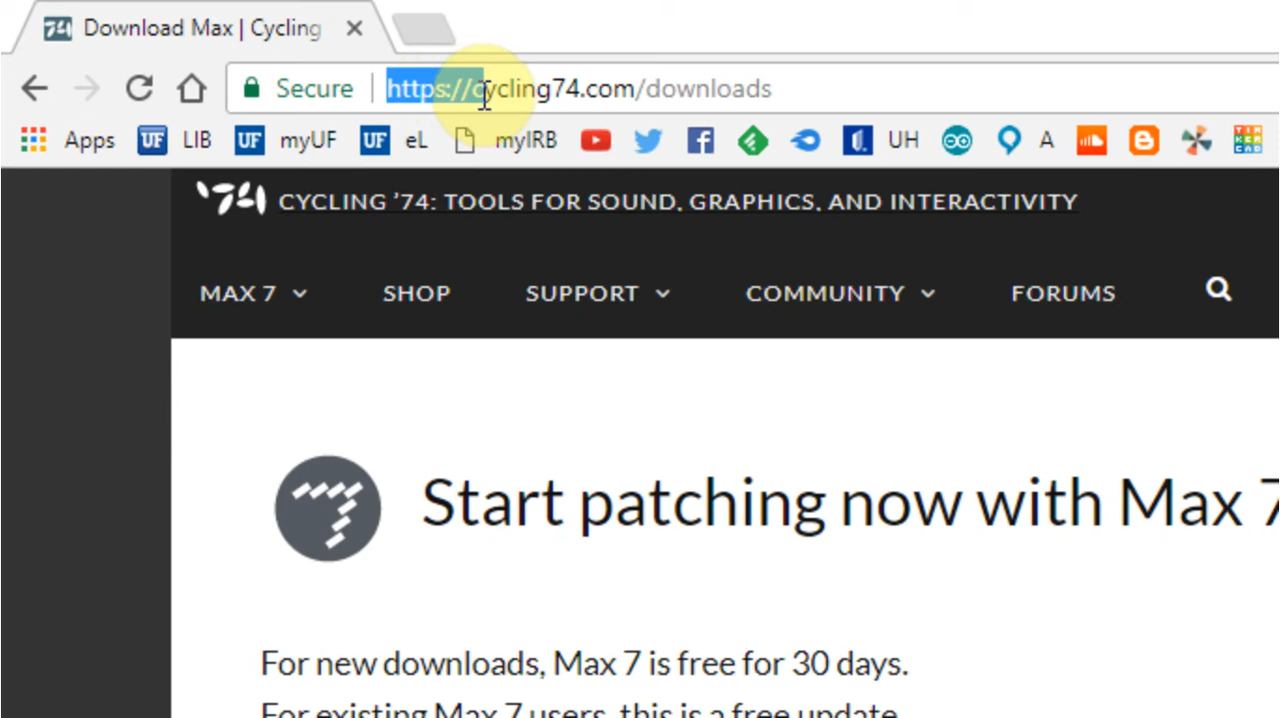 Download Max | Cycling
Secure | https://cycling74.com/downloads
Apps UF LIB UF myUF UF eL myIRB UH A
'74 CYCLING '74: TOOLS FOR SOUND, GRAPHICS, AND INTERACTIVITY
MAX 7 SHOP SUPPORT COMMUNITY FORUMS
Start patching now with Max 7
For new downloads, Max 7 is free for 30 days.
For existing Max 7 users, this is a free update